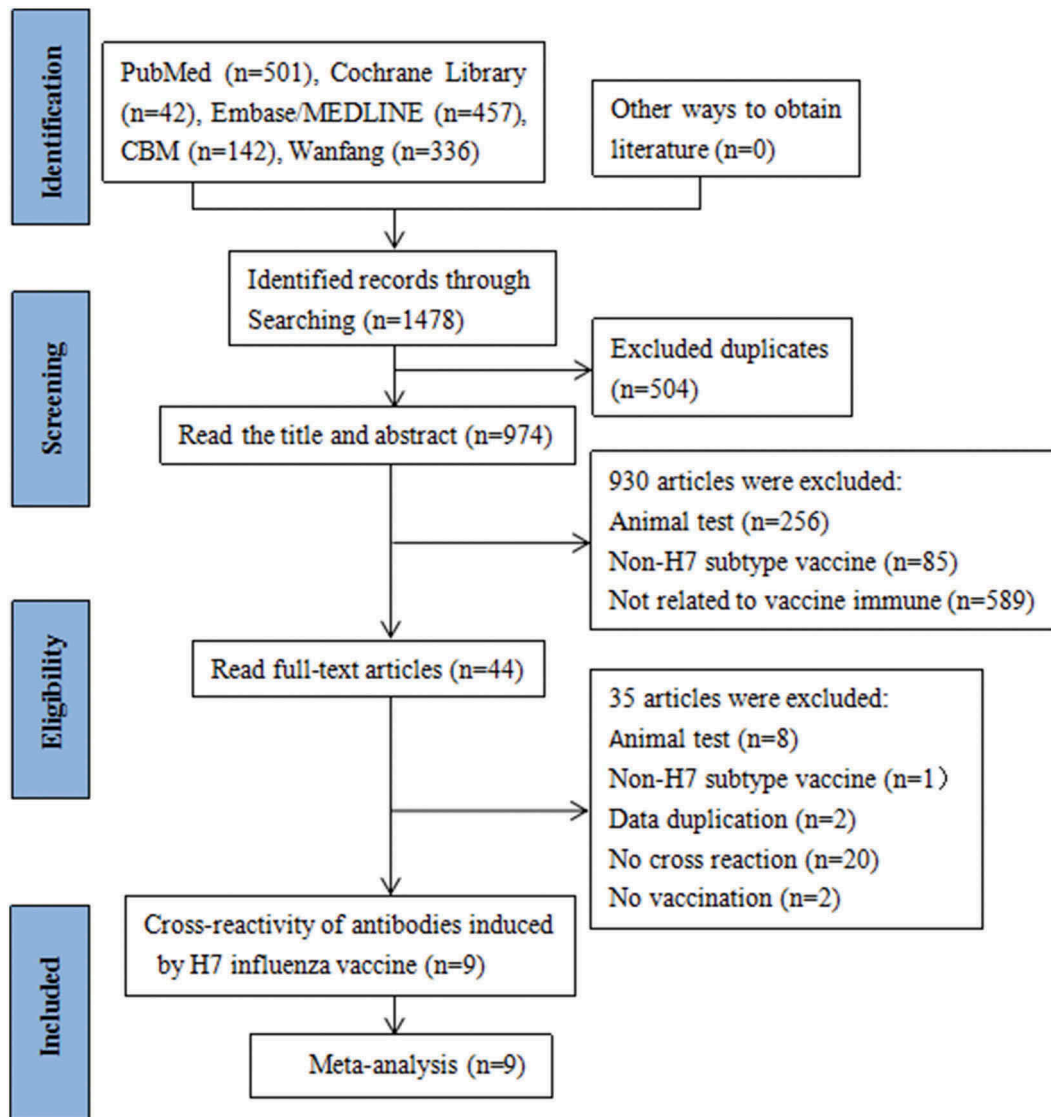 Identification
PubMed (n=501), Cochrane Library
(n=42), Embase/MEDLINE (n=457),
CBM (n=142), Wanfang (n=336)
Other ways to obtain
literature (n=0)
Identified records through
Searching (n=1478)
Screening
Excluded duplicates
(n=504)
Read the title and abstract (n=974)
930 articles were excluded:
Animal test (n=256)
Non-H7 subtype vaccine (n=85)
Not related to vaccine immune (n=589)
Eligibility
Read full-text articles (n=44)
35 articles were excluded:
Animal test (n=8)
Non-H7 subtype vaccine (n=1)
Data duplication (n=2)
No cross reaction (n=20)
No vaccination (n=2)
Included
Cross-reactivity of antibodies induced
by H7 influenza vaccine (n=9)
Meta-analysis (n=9)